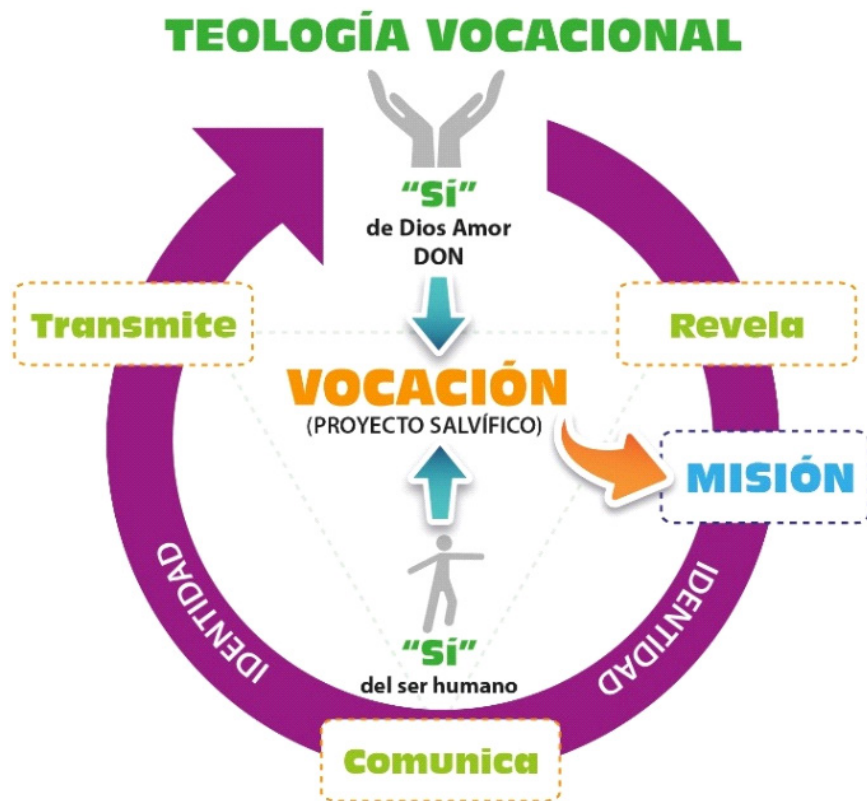 TEOLOGÍA VOCACIONAL
“Sí”
de Dios Amor
DON
Transmite
Revela
VOCACIÓN
(PROYECTO SALVÍFICO)
MISIÓN
IDENTIDAD
IDENTIDAD
“Sí”
del ser humano
Comunica